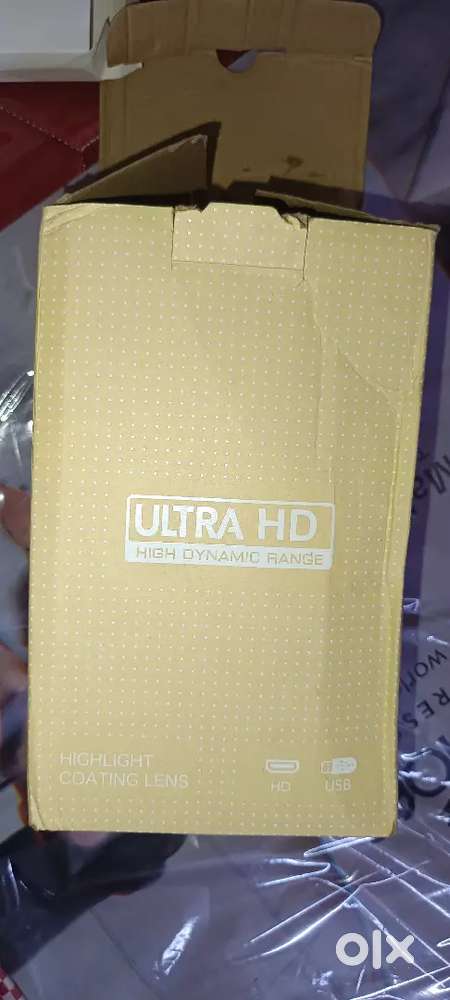 ULTRA HD
HIGH DYNAMIC RANGE
HIGHLIGHT
COATING LENS
HD
USB
olx